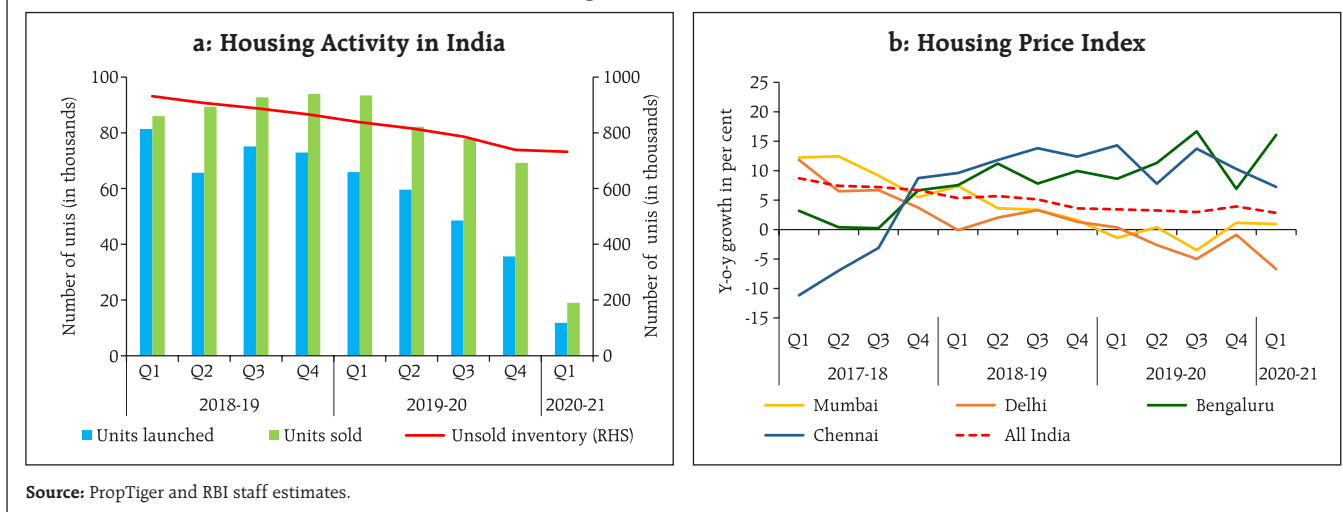 a: Housing Activity in India
Number of unis (in thousands)
100
80
60
40
20
0
1000
800
600
400
200
0
Number of unis (in thousands)
Q1 Q2 Q3 Q4 Q1 Q2 Q3 Q4 Q1
2018-19 2019-20 2020-21
Units launched Units sold Unsold inventory (RHS)
b: Housing Price Index
Y-o-y growth in per cent
25
20
15
10
5
0
-5
-10
-15
Q1 Q2 Q3 Q4 Q1 Q2 Q3 Q4 Q1 Q2 Q3 Q4 Q1
2017-18 2018-19 2019-20 2020-21
Mumbai Delhi Bengaluru
Chennai All India
Source: PropTiger and RBI staff estimates.